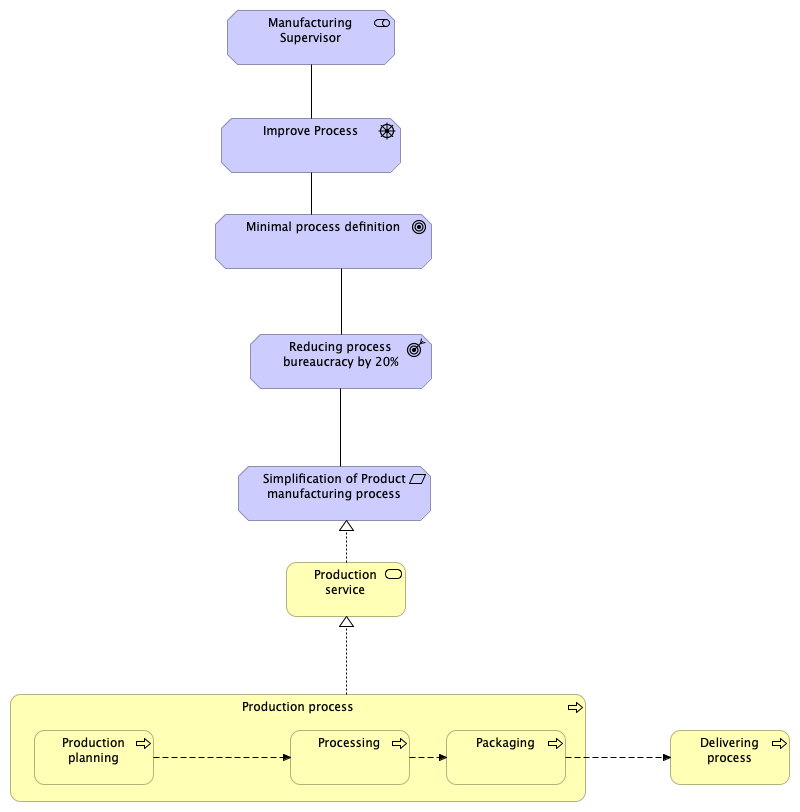 Manufacturing
Supervisor
Improve Process
Minimal process definition
Reducing process
bureaucracy by 20%
Simplification of Product
manufacturing process
Production
service
Production process
Production
planning
Processing
Packaging
Delivering
process